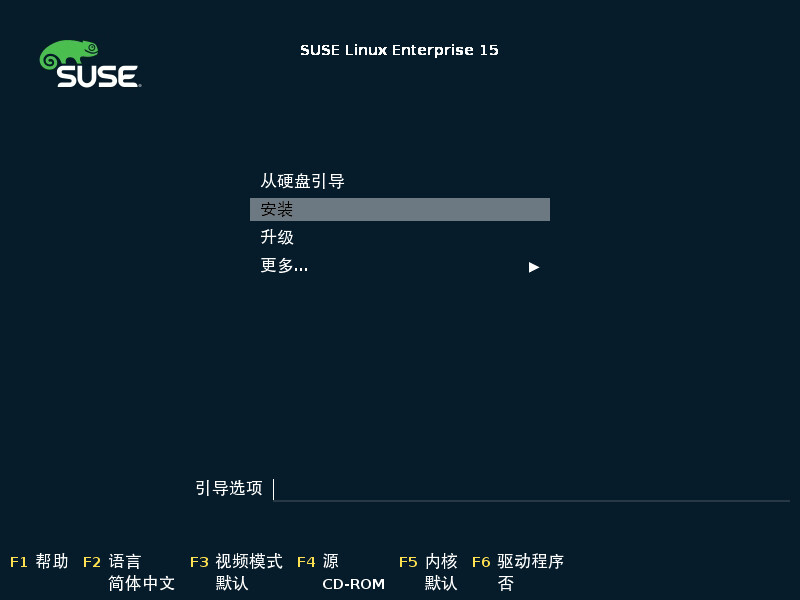 SUSE
SUSE Linux Enterprise 15
从硬盘引导
安装
升级
更多...
引导选项
F1 帮助 F2 语言 F3 视频模式 F4 源 F5 内核 F6 驱动程序
简体中文 默认 CD-ROM 默认 否